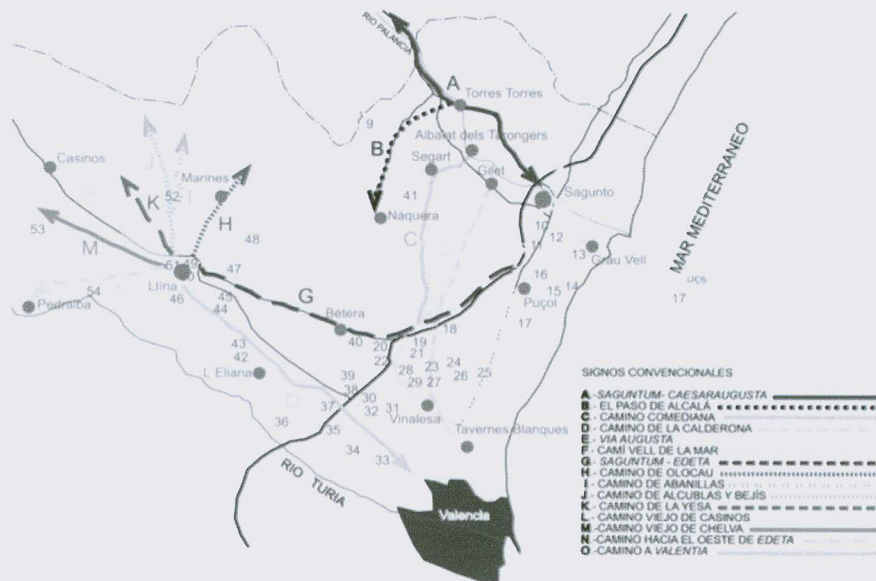 RIO PALANCIA
A
Torres Torres
9
B
Albalat dels Tarongers
Casinos
Segart
Gilet
J
Marines
52
I
K
H
41
Sagunto
Náquera
10
53
48
C
12
11
13
Grau Vell
MAR MEDITERRANEO
M
51
49
47
16
15
14
Llíria
46
45
44
G
Puçol
17
uçs
17
54
Pedralba
Bétera
40
20
19
18
21
22
43
42
39
28
23
24
29
27
26
25
L Eliana
38
30
37
32
31
Vinalesa
36
35
34
33
Tavernes Blanques
RIO TURIA
Valencia
SIGNOS CONVENCIONALES
A.-SAGUNTUM- CAESARAUGUSTA
B.- EL PASO DE ALCALÁ
C.- CAMINO COMEDIANA
D.- CAMINO DE LA CALDERONA
E.- VIA AUGUSTA
F.- CAMÍ VELL DE LA MAR
G.-SAGUNTUM - EDETA
H.- CAMINO DE OLOCAU
I.- CAMINO DE ABANILLAS
J.- CAMINO DE ALCUBLAS Y BEJÍS
K.- CAMINO DE LA YESA
L.- CAMINO VIEJO DE CASINOS
M.-CAMINO VIEJO DE CHELVA
N.-CAMINO HACIA EL OESTE DE EDETA
O.-CAMINO A VALENTIA